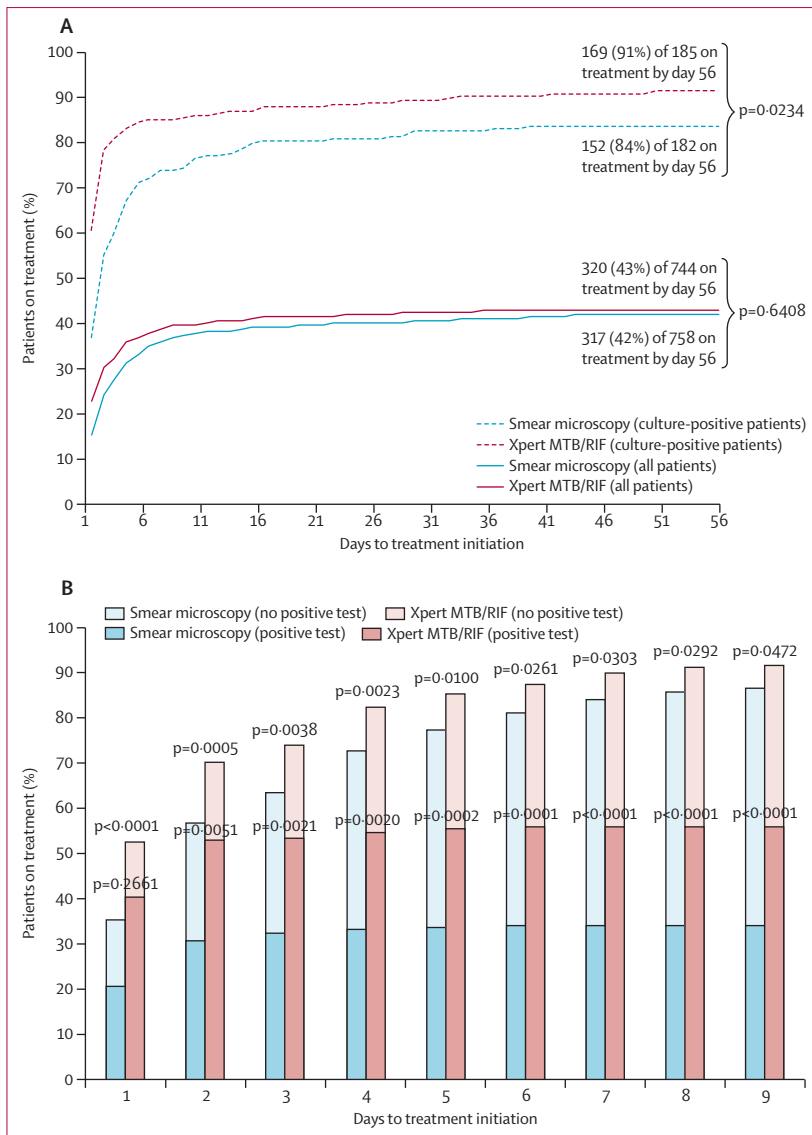 A
100
90
80
70
60
50
40
30
20
10
0
Patients on treatment (%)
169 (91%) of 185 on
treatment by day 56
p=0·0234
152 (84%) of 182 on
treatment by day 56
320 (43%) of 744 on
treatment by day 56
p=0·6408
317 (42%) of 758 on
treatment by day 56
Smear microscopy (culture-positive patients)
Xpert MTB/RIF (culture-positive patients)
Smear microscopy (all patients)
Xpert MTB/RIF (all patients)
1 6 11 16 21 26 31 36 41 46 51 56
Days to treatment initiation
B
Smear microscopy (no positive test) Xpert MTB/RIF (no positive test)
Smear microscopy (positive test) Xpert MTB/RIF (positive test)
100
90
80
70
60
50
40
30
20
10
0
Patients on treatment (%)
p<0·0001 p=0·0005 p=0·0038 p=0·0023 p=0·0100 p=0·0261 p=0·0303 p=0·0292 p=0·0472
p=0·2661 p=0·0051 p=0·0021 p=0·0020 p=0·0002 p=0·0001 p<0·0001 p<0·0001 p<0·0001
1 2 3 4 5 6 7 8 9
Days to treatment initiation